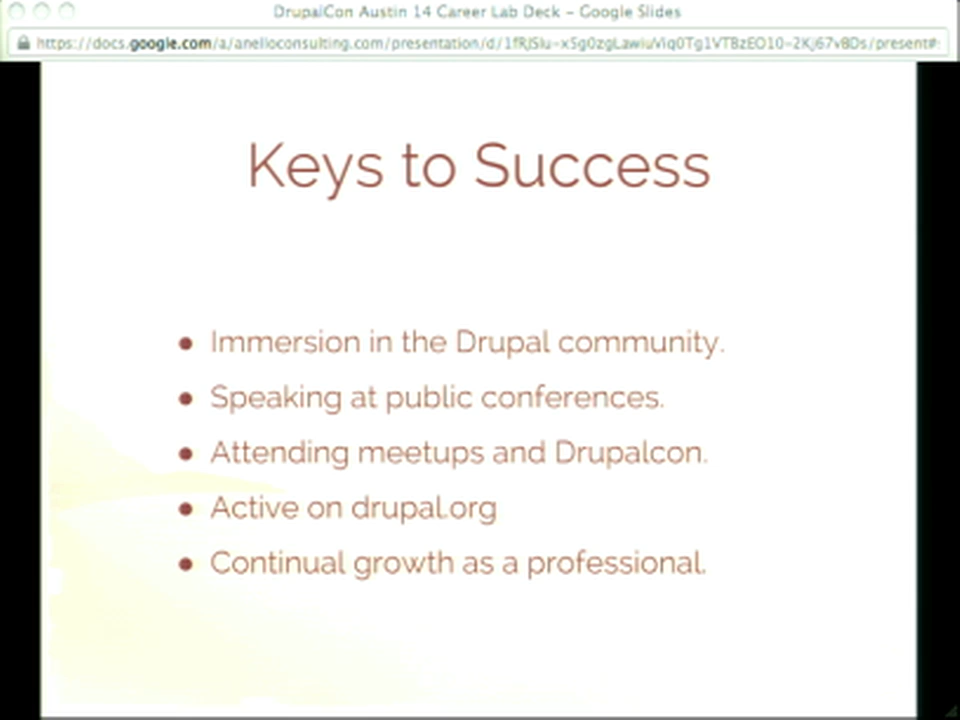 DrupalCon Austin 14 Career Lab Deck – Google Slides
Keys to Success
● Immersion in the Drupal community.
● Speaking at public conferences.
● Attending meetups and Drupalcon.
● Active on drupal.org
● Continual growth as a professional.